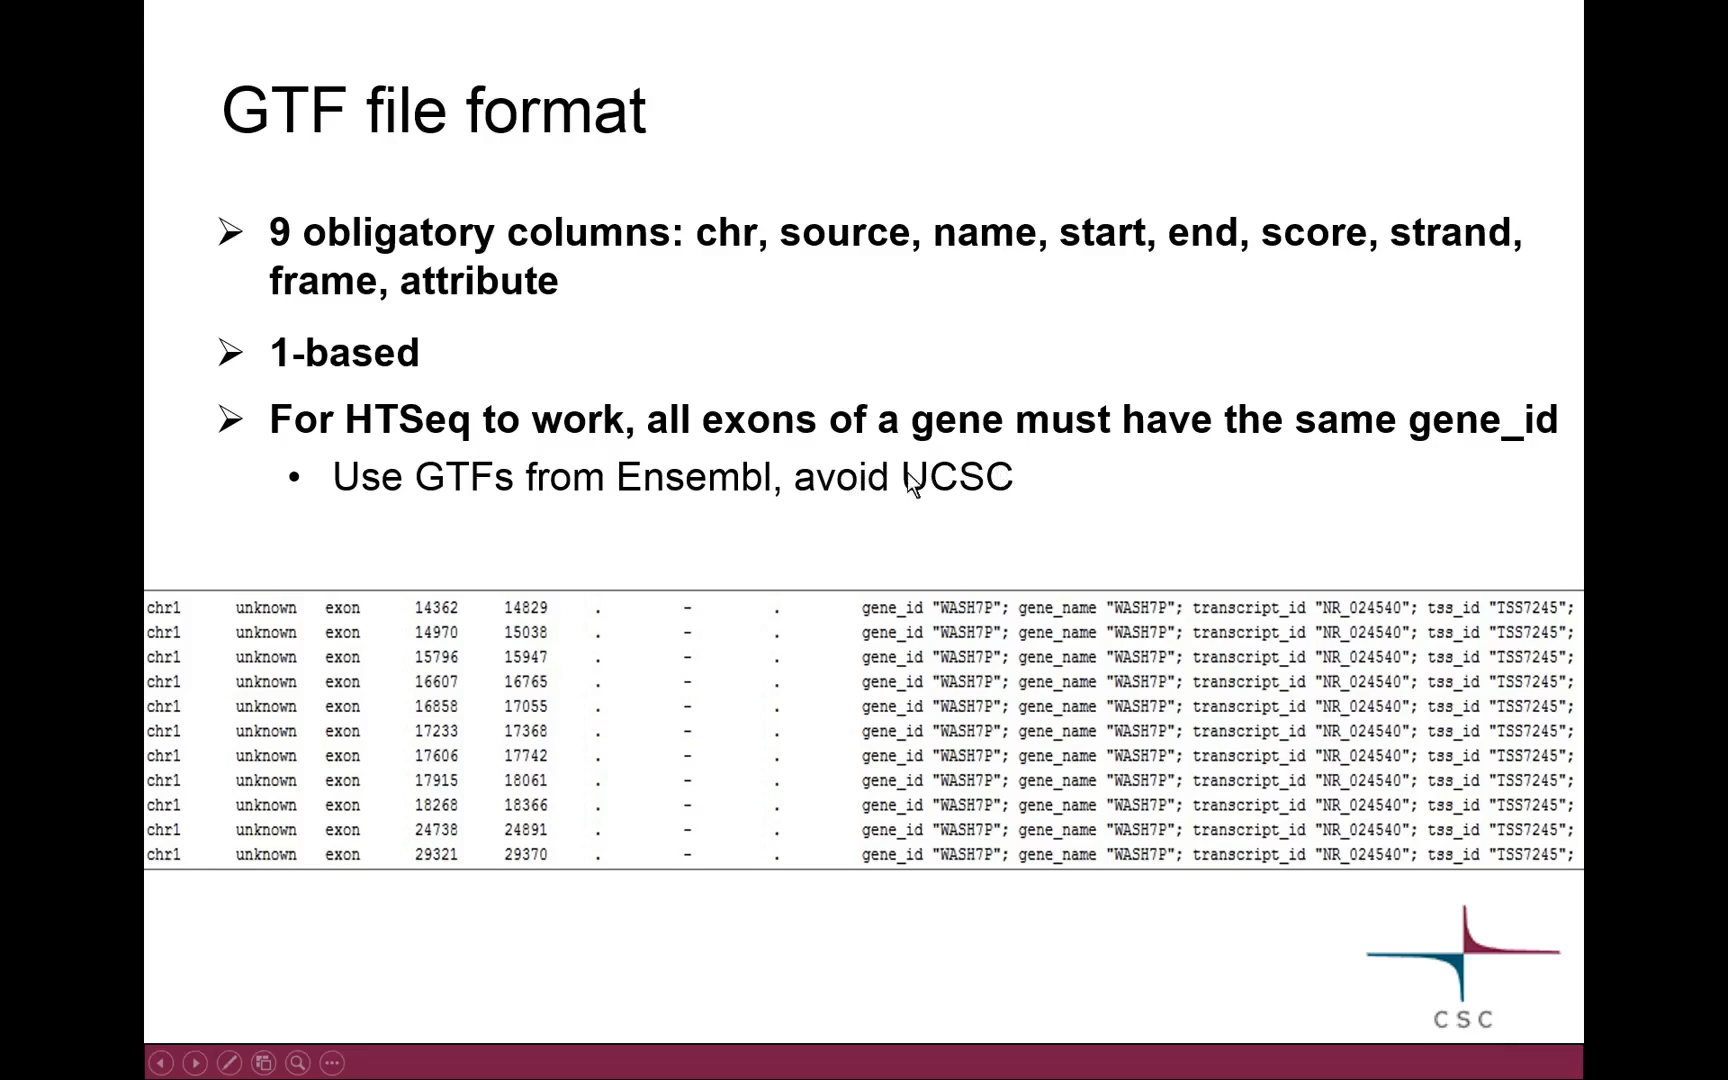 GTF file format
➢ 9 obligatory columns: chr, source, name, start, end, score, strand,
frame, attribute
➢ 1-based
➢ For HTSeq to work, all exons of a gene must have the same gene_id
• Use GTFs from Ensembl, avoid UCSC
chr1 unknown exon 14362 14829 . - . gene_id "WASH7P"; gene_name "WASH7P"; transcript_id "NR_024540"; tss_id "TSS7245";
chr1 unknown exon 14970 15038 . - . gene_id "WASH7P"; gene_name "WASH7P"; transcript_id "NR_024540"; tss_id "TSS7245";
chr1 unknown exon 15796 15947 . - . gene_id "WASH7P"; gene_name "WASH7P"; transcript_id "NR_024540"; tss_id "TSS7245";
chr1 unknown exon 16607 16765 . - . gene_id "WASH7P"; gene_name "WASH7P"; transcript_id "NR_024540"; tss_id "TSS7245";
chr1 unknown exon 16858 17055 . - . gene_id "WASH7P"; gene_name "WASH7P"; transcript_id "NR_024540"; tss_id "TSS7245";
chr1 unknown exon 17233 17368 . - . gene_id "WASH7P"; gene_name "WASH7P"; transcript_id "NR_024540"; tss_id "TSS7245";
chr1 unknown exon 17606 17742 . - . gene_id "WASH7P"; gene_name "WASH7P"; transcript_id "NR_024540"; tss_id "TSS7245";
chr1 unknown exon 17915 18061 . - . gene_id "WASH7P"; gene_name "WASH7P"; transcript_id "NR_024540"; tss_id "TSS7245";
chr1 unknown exon 18268 18366 . - . gene_id "WASH7P"; gene_name "WASH7P"; transcript_id "NR_024540"; tss_id "TSS7245";
chr1 unknown exon 24738 24891 . - . gene_id "WASH7P"; gene_name "WASH7P"; transcript_id "NR_024540"; tss_id "TSS7245";
chr1 unknown exon 29321 29370 . - . gene_id "WASH7P"; gene_name "WASH7P"; transcript_id "NR_024540"; tss_id "TSS7245";
CSC